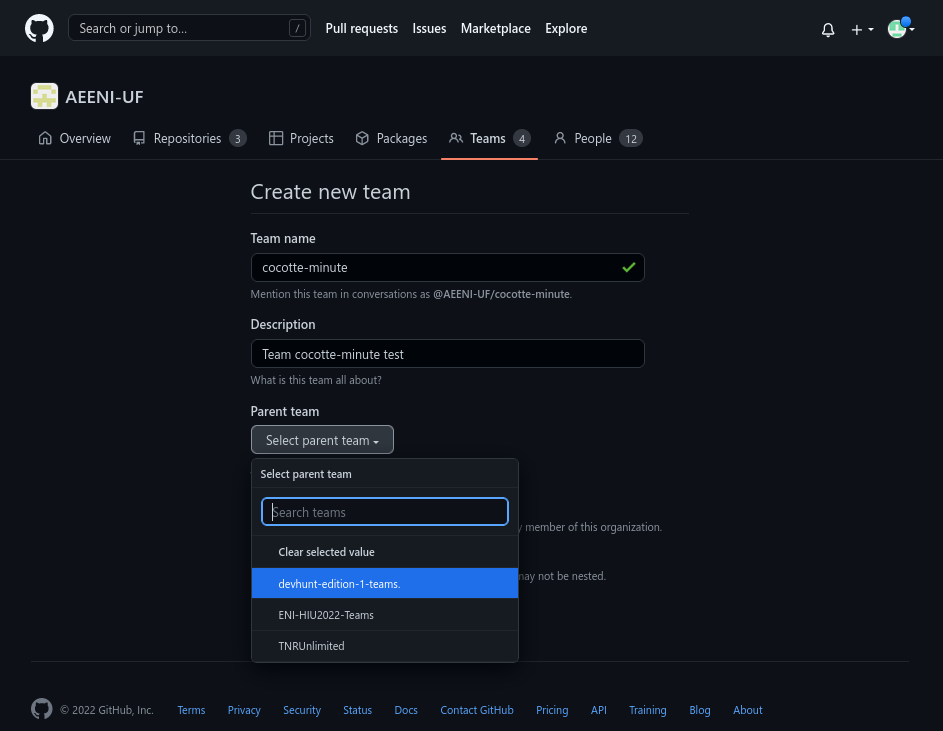 Search or jump to... /
Pull requests Issues Marketplace Explore
AEENI-UF
Overview Repositories 3 Projects Packages Teams 4 People 12
Create new team
Team name
cocotte-minute
Mention this team in conversations as @AEENI-UF/cocotte-minute.
Description
Team cocotte-minute test
What is this team all about?
Parent team
Select parent team
Select parent team
Search teams
member of this organization.
Clear selected value
may not be nested.
devhunt-edition-1-teams.
ENI-HIU2022-Teams
TNRUnlimited
© 2022 GitHub, Inc. Terms Privacy Security Status Docs Contact GitHub Pricing API Training Blog About